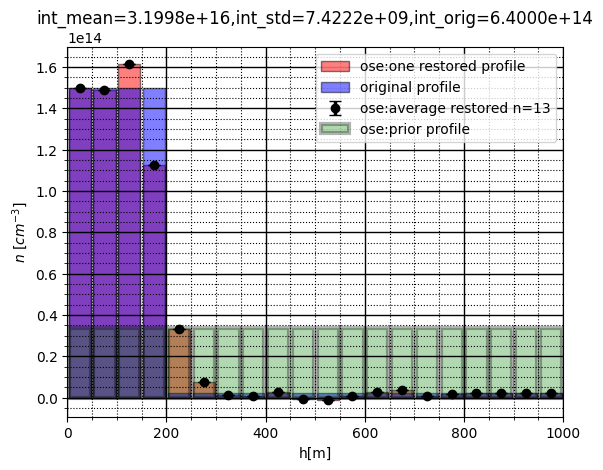 int_mean=3.1998e+16,int_std=7.4222e+09,int_orig=6.4000e+14
1e14
ose:one restored profile
original profile
ose:average restored n=13
ose:prior profile
1.6
1.4
1.2
1.0
0.8
0.6
0.4
0.2
0.0
n [cm⁻³]
0 200 400 600 800 1000
h[m]